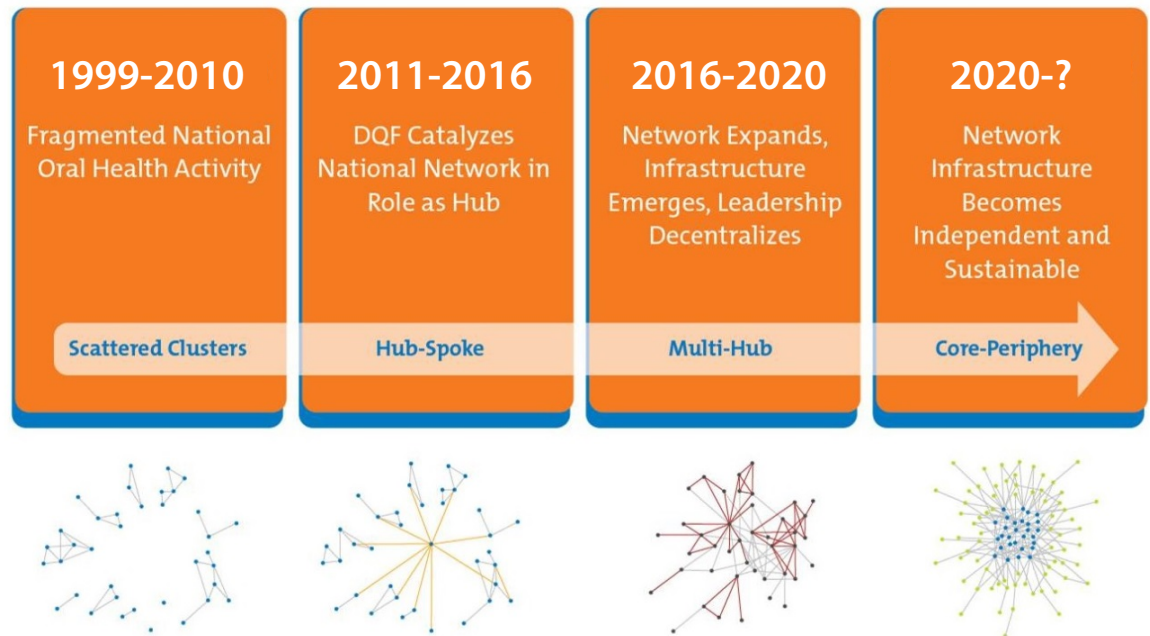 1999-2010
Fragmented National
Oral Health Activity
Scattered Clusters
2011-2016
DQF Catalyzes
National Network in
Role as Hub
Hub-Spoke
2016-2020
Network Expands,
Infrastructure
Emerges, Leadership
Decentralizes
Multi-Hub
2020-?
Network
Infrastructure
Becomes
Independent and
Sustainable
Core-Periphery